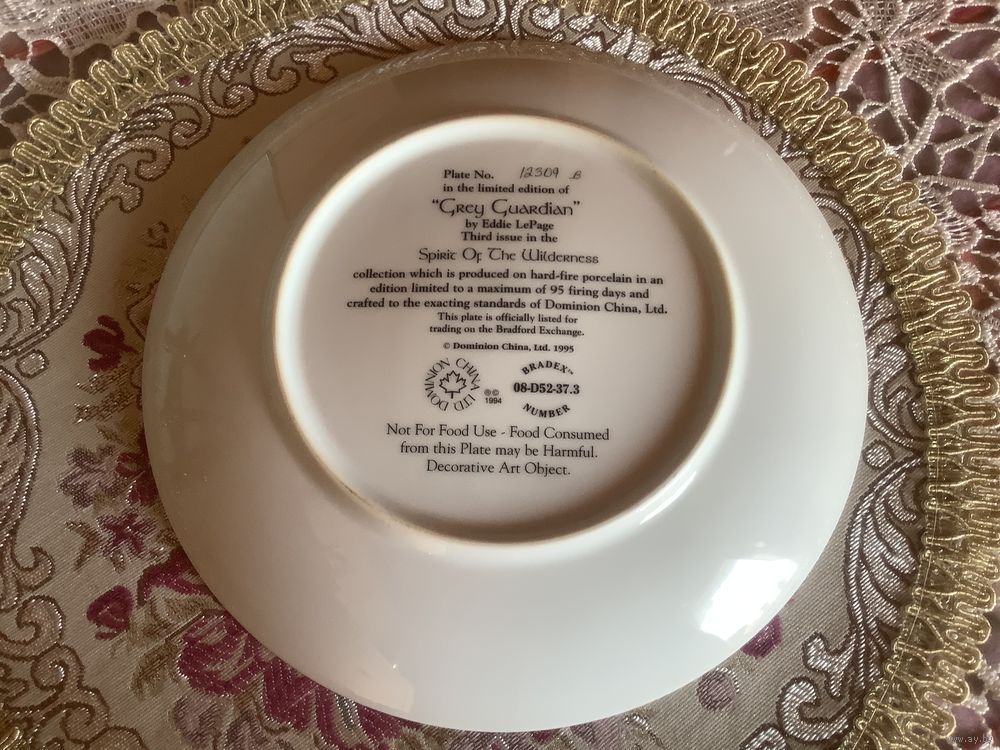 Plate No. 12309 B
in the limited edition of
"Grey Guardian"
by Eddie LePage
Third issue in the
Spirit Of The Wilderness
collection which is produced on hard-fire porcelain in an
edition limited to a maximum of 95 firing days and
crafted to the exacting standards of Dominion China, Ltd.
This plate is officially listed for
trading on the Bradford Exchange.
© Dominion China, Ltd. 1995
DOMINION CHINA LTD
®©
1994
BRADEX™
08-D52-37.3
NUMBER
Not For Food Use - Food Consumed
from this Plate may be Harmful.
Decorative Art Object.
www.ay.by